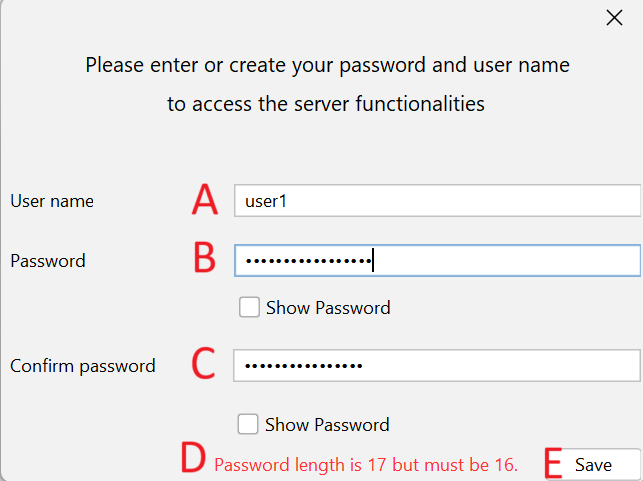 Please enter or create your password and user name
to access the server functionalities
User name A user1
Password B •••••••••••••••••
Show Password
Confirm password C ••••••••••••••••
Show Password
D Password length is 17 but must be 16. E Save